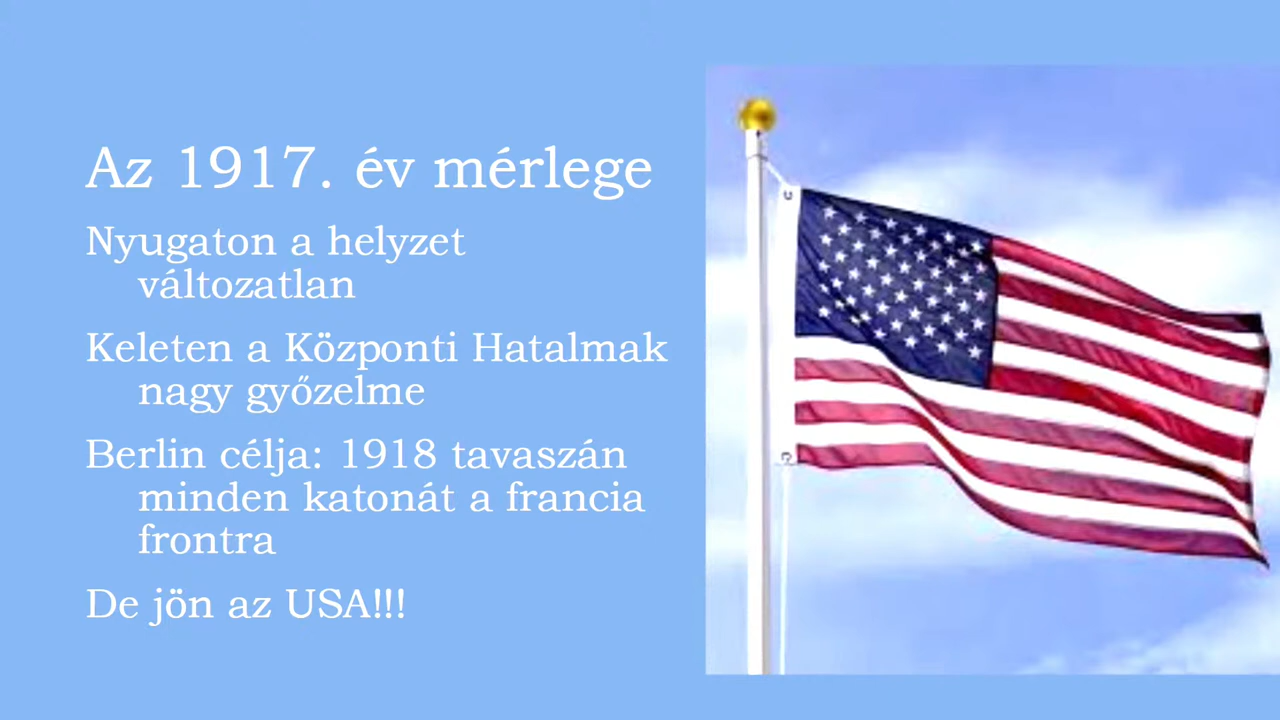 Az 1917. év mérlege
Nyugaton a helyzet
változatlan
Keleten a Központi Hatalmak
nagy győzelme
Berlin célja: 1918 tavaszán
minden katonát a francia
frontra
De jön az USA!!!